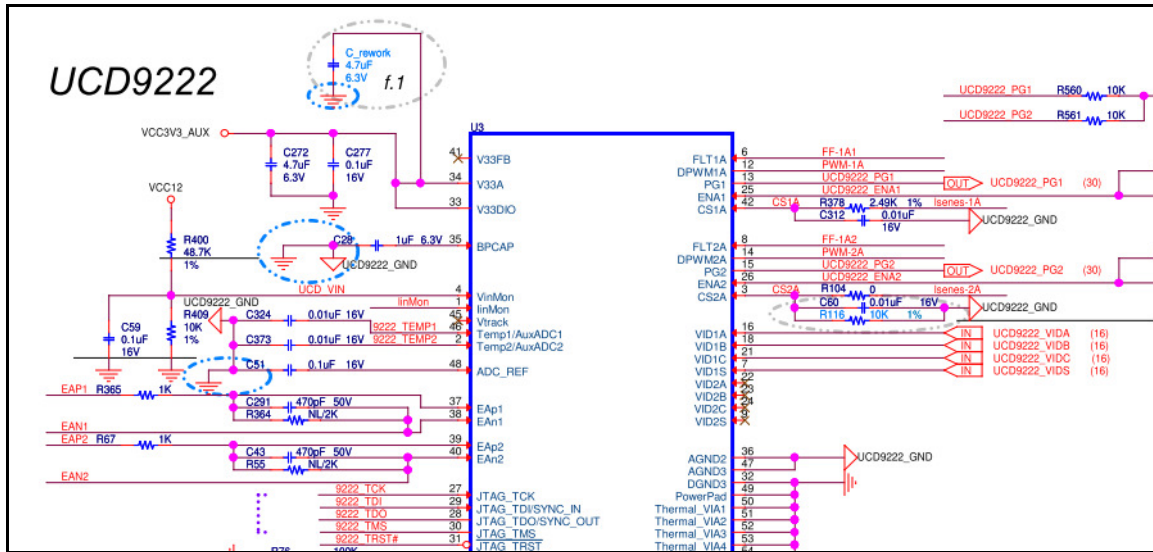 UCD9222
C_rework
4.7uF
6.3V
f.1
VCC3V3_AUX
C272
4.7uF
6.3V
C277
0.1uF
16V
VCC12
R400
48.7K
1%
C28 1uF 6.3V
UCD9222_GND
UCD_VIN
IinMon
UCD9222_GND
R409
10K
1%
C59
0.1uF
16V
C324 0.01uF 16V
9222_TEMP1
C373 0.01uF 16V
9222_TEMP2
C51 0.1uF 16V
EAP1 R365 1K
C291 470pF 50V
R364 NL/2K
EAN1
EAP2 R67 1K
C43 470pF 50V
R55 NL/2K
EAN2
9222_TCK
9222_TDI
9222_TDO
9222_TMS
9222_TRST#
R76 100K
U3
41 V33FB
34 V33A
33 V33DIO
35 BPCAP
4 VinMon
1 IinMon
45 Vtrack
46 Temp1/AuxADC1
2 Temp2/AuxADC2
48 ADC_REF
37 EAp1
38 EAn1
39 EAp2
40 EAn2
27 JTAG_TCK
29 JTAG_TDI/SYNC_IN
28 JTAG_TDO/SYNC_OUT
30 JTAG_TMS
31 JTAG_TRST
FLT1A 6 FF-1A1
DPWM1A 12 PWM-1A
PG1 13 UCD9222_PG1 OUT UCD9222_PG1 (30)
ENA1 25 UCD9222_ENA1
CS1A 42 CS1A R378 2.49K 1% Isenes-1A
C312 0.01uF
16V
UCD9222_GND
FLT2A 8 FF-1A2
DPWM2A 14 PWM-2A
PG2 15 UCD9222_PG2 OUT UCD9222_PG2 (30)
ENA2 26 UCD9222_ENA2
CS2A 3 CS2A R104 0 Isenes-2A
C60 0.01uF 16V
R116 10K 1%
UCD9222_GND
VID1A 16 IN UCD9222_VIDA (16)
VID1B 18 IN UCD9222_VIDB (16)
VID1C 21 IN UCD9222_VIDC (16)
VID1S 7 IN UCD9222_VIDS (16)
VID2A 22
VID2B 23
VID2C 24
VID2S
AGND2 36 UCD9222_GND
AGND3 47
DGND3 32
PowerPad 49
Thermal_VIA1 50
Thermal_VIA2 51
Thermal_VIA3 52
Thermal_VIA4 53
54
UCD9222_PG1 R560 10K
UCD9222_PG2 R561 10K